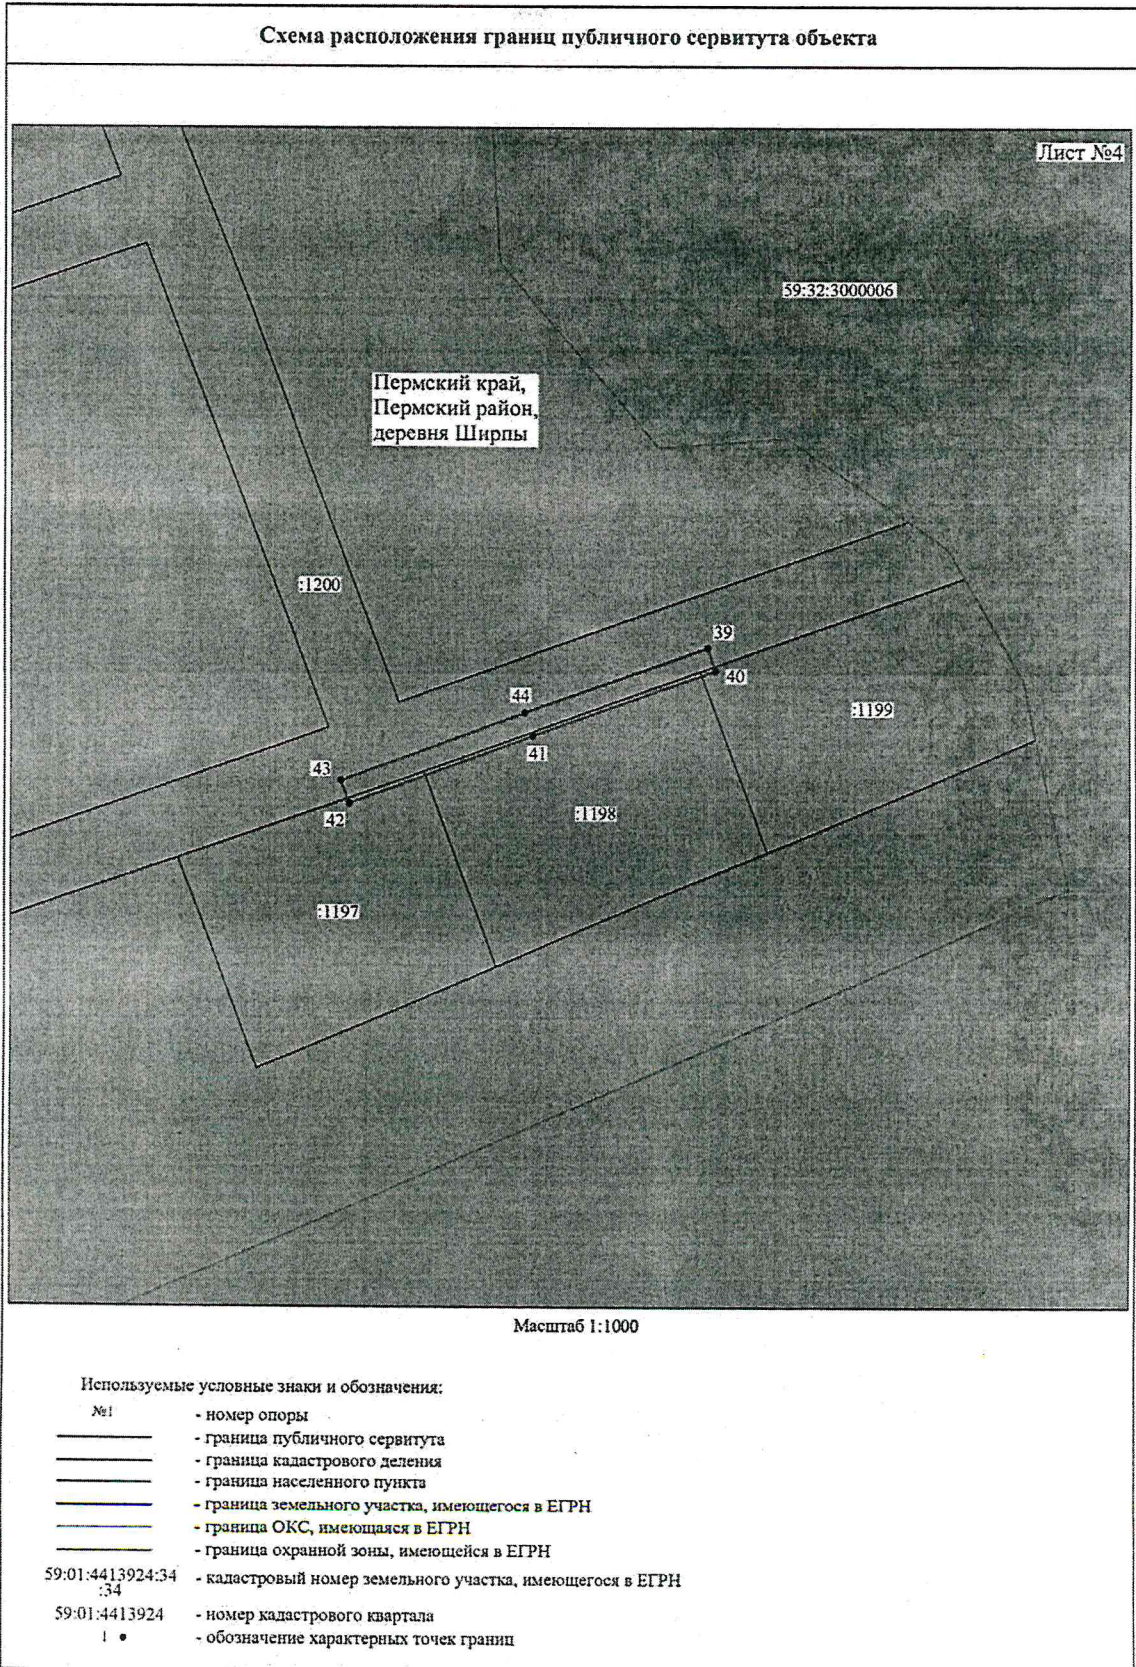 Схема расположения границ публичного сервитута объекта
Лист №4
59:32:3000006
Пермский край,
Пермский район,
деревня Ширпы
:1200
39
40
44
:1199
41
43
:1198
42
:1197
Масштаб 1:1000
Используемые условные знаки и обозначения:
№1 - номер опоры
- граница публичного сервитута
- граница кадастрового деления
- граница населенного пункта
- граница земельного участка, имеющегося в ЕГРН
- граница ОКС, имеющаяся в ЕГРН
- граница охранной зоны, имеющейся в ЕГРН
59:01:4413924:34 - кадастровый номер земельного участка, имеющегося в ЕГРН
:34
59:01:4413924 - номер кадастрового квартала
1 • - обозначение характерных точек границ